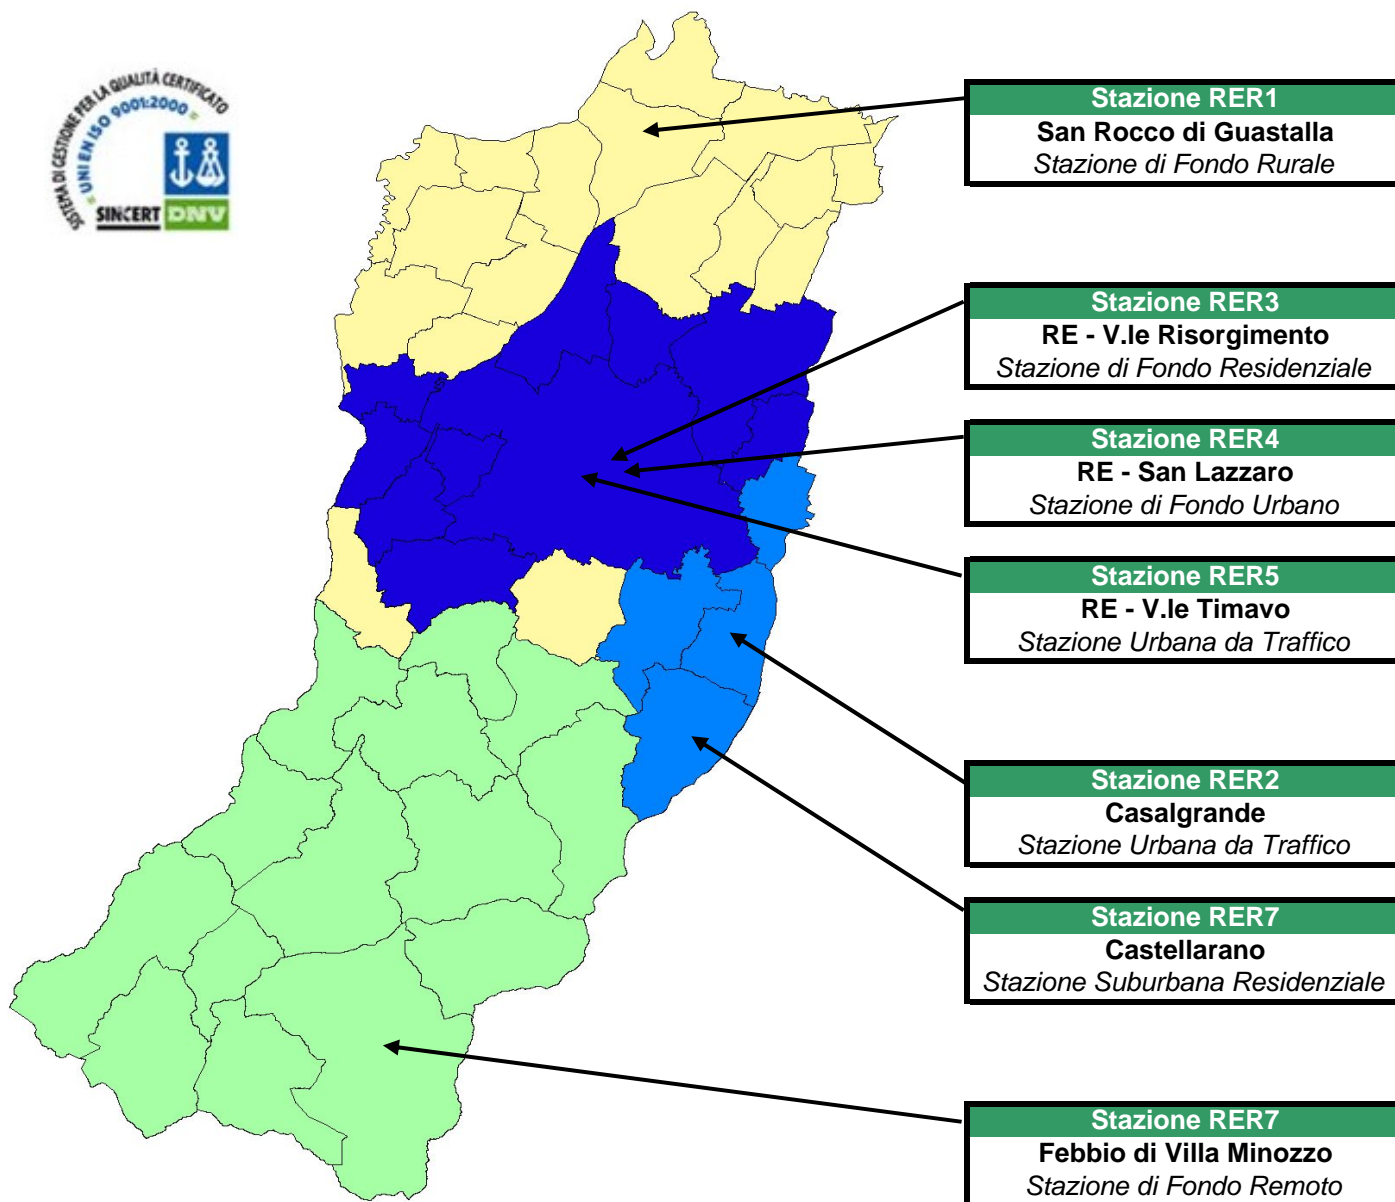 SISTEMA DI GESTIONE PER LA QUALITÀ CERTIFICATO
= UNI EN ISO 9001:2000 =
SINCERT DNV
Stazione RER1
San Rocco di Guastalla
Stazione di Fondo Rurale
Stazione RER3
RE - V.le Risorgimento
Stazione di Fondo Residenziale
Stazione RER4
RE - San Lazzaro
Stazione di Fondo Urbano
Stazione RER5
RE - V.le Timavo
Stazione Urbana da Traffico
Stazione RER2
Casalgrande
Stazione Urbana da Traffico
Stazione RER7
Castellarano
Stazione Suburbana Residenziale
Stazione RER7
Febbio di Villa Minozzo
Stazione di Fondo Remoto